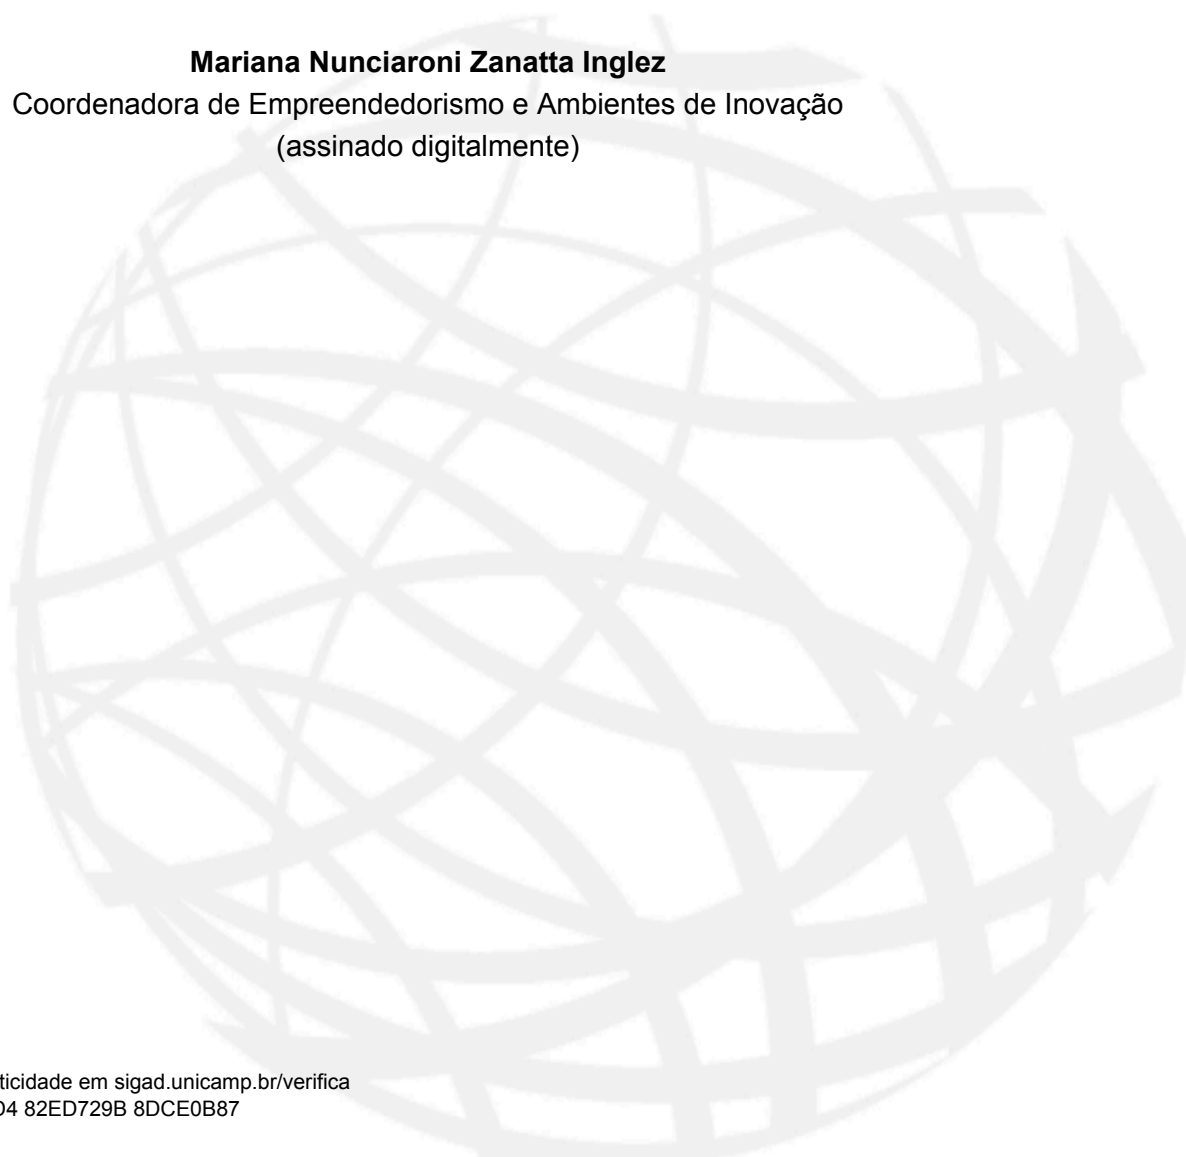 Mariana Nunciaroni Zanatta Inglez
Coordenadora de Empreendedorismo e Ambientes de Inovação
(assinado digitalmente)
ticidade em sigad.unicamp.br/verifica
04 82ED729B 8DCE0B87